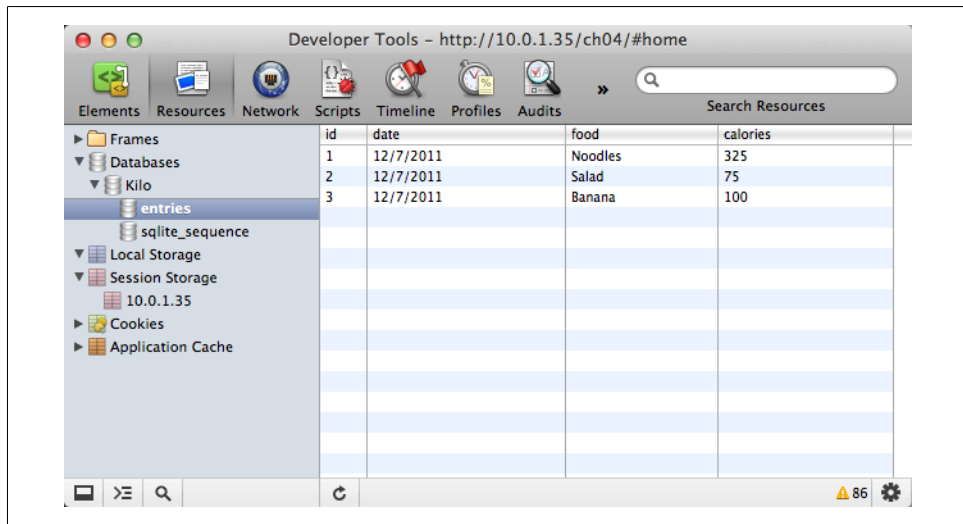 Developer Tools – http://10.0.1.35/ch04/#home
Elements Resources Network Scripts Timeline Profiles Audits » Search Resources
Frames
Databases
Kilo
entries
sqlite_sequence
Local Storage
Session Storage
10.0.1.35
Cookies
Application Cache
id date food calories
1 12/7/2011 Noodles 325
2 12/7/2011 Salad 75
3 12/7/2011 Banana 100
86